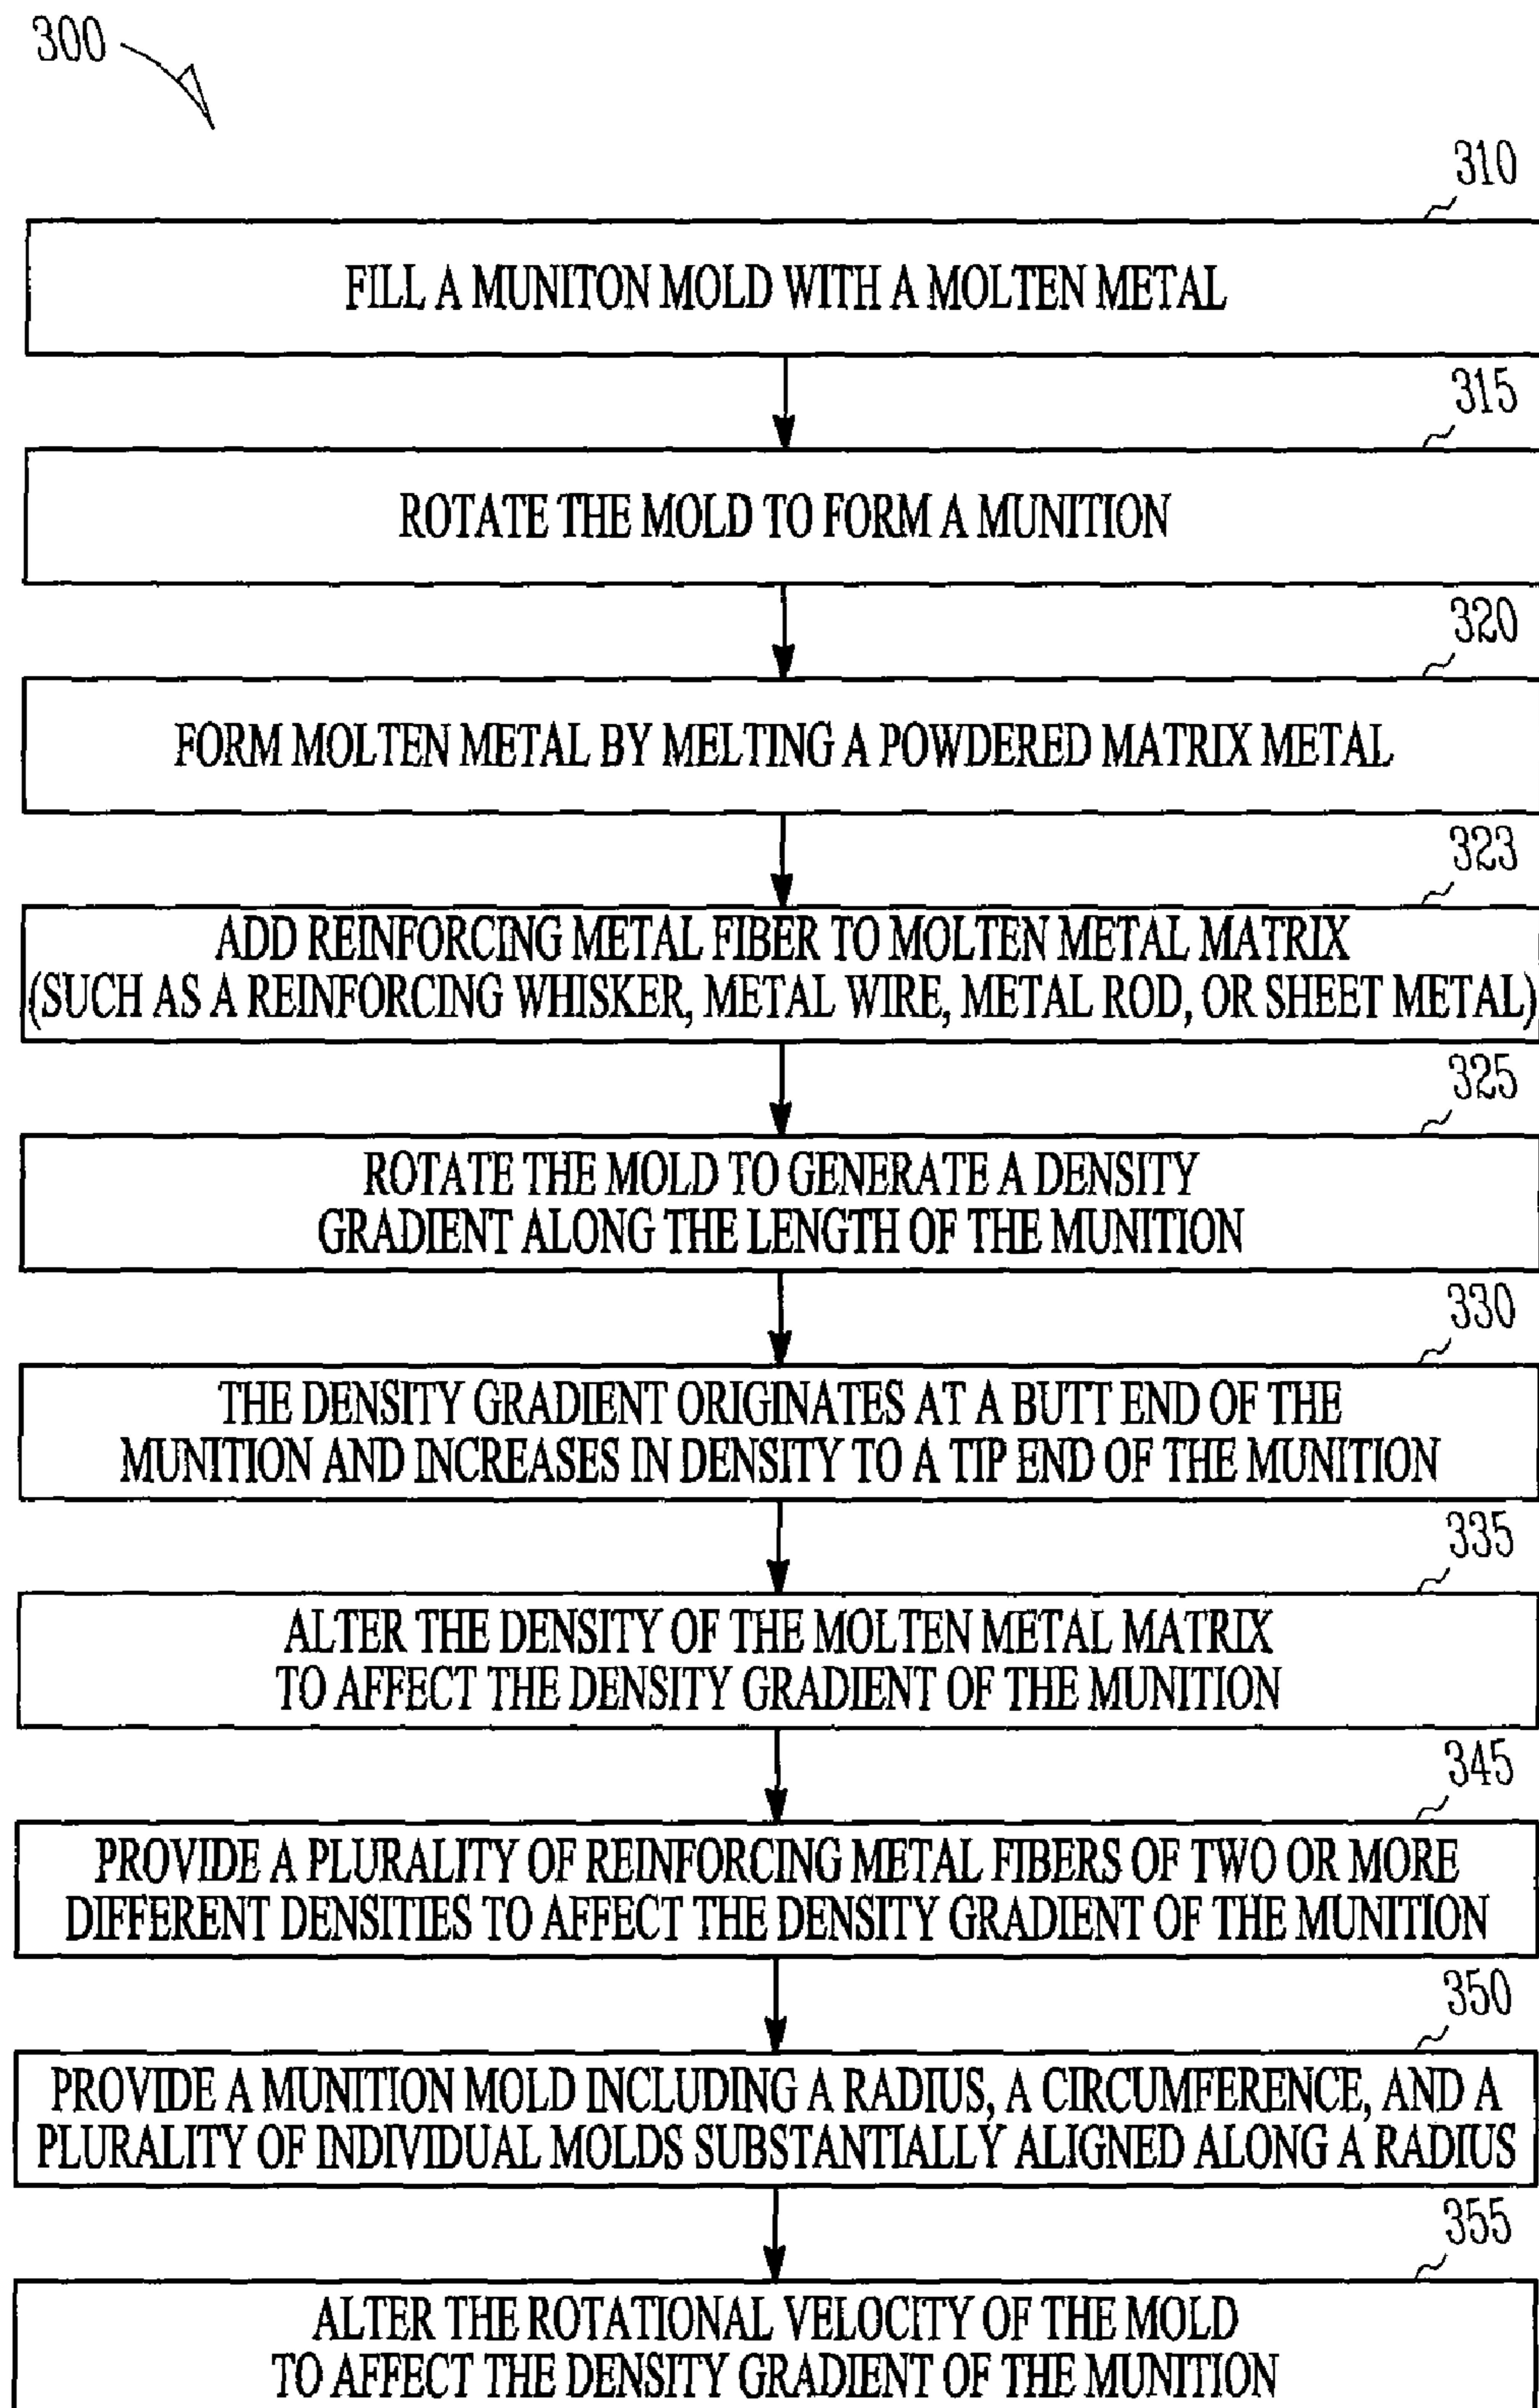 300
310
FILL A MUNITON MOLD WITH A MOLTEN METAL
315
ROTATE THE MOLD TO FORM A MUNITION
320
FORM MOLTEN METAL BY MELTING A POWDERED MATRIX METAL
323
ADD REINFORCING METAL FIBER TO MOLTEN METAL MATRIX
(SUCH AS A REINFORCING WHISKER, METAL WIRE, METAL ROD, OR SHEET METAL)
325
ROTATE THE MOLD TO GENERATE A DENSITY
GRADIENT ALONG THE LENGTH OF THE MUNITION
330
THE DENSITY GRADIENT ORIGINATES AT A BUTT END OF THE
MUNITION AND INCREASES IN DENSITY TO A TIP END OF THE MUNITION
335
ALTER THE DENSITY OF THE MOLTEN METAL MATRIX
TO AFFECT THE DENSITY GRADIENT OF THE MUNITION
345
PROVIDE A PLURALITY OF REINFORCING METAL FIBERS OF TWO OR MORE
DIFFERENT DENSITIES TO AFFECT THE DENSITY GRADIENT OF THE MUNITION
350
PROVIDE A MUNITION MOLD INCLUDING A RADIUS, A CIRCUMFERENCE, AND A
PLURALITY OF INDIVIDUAL MOLDS SUBSTANTIALLY ALIGNED ALONG A RADIUS
355
ALTER THE ROTATIONAL VELOCITY OF THE MOLD
TO AFFECT THE DENSITY GRADIENT OF THE MUNITION